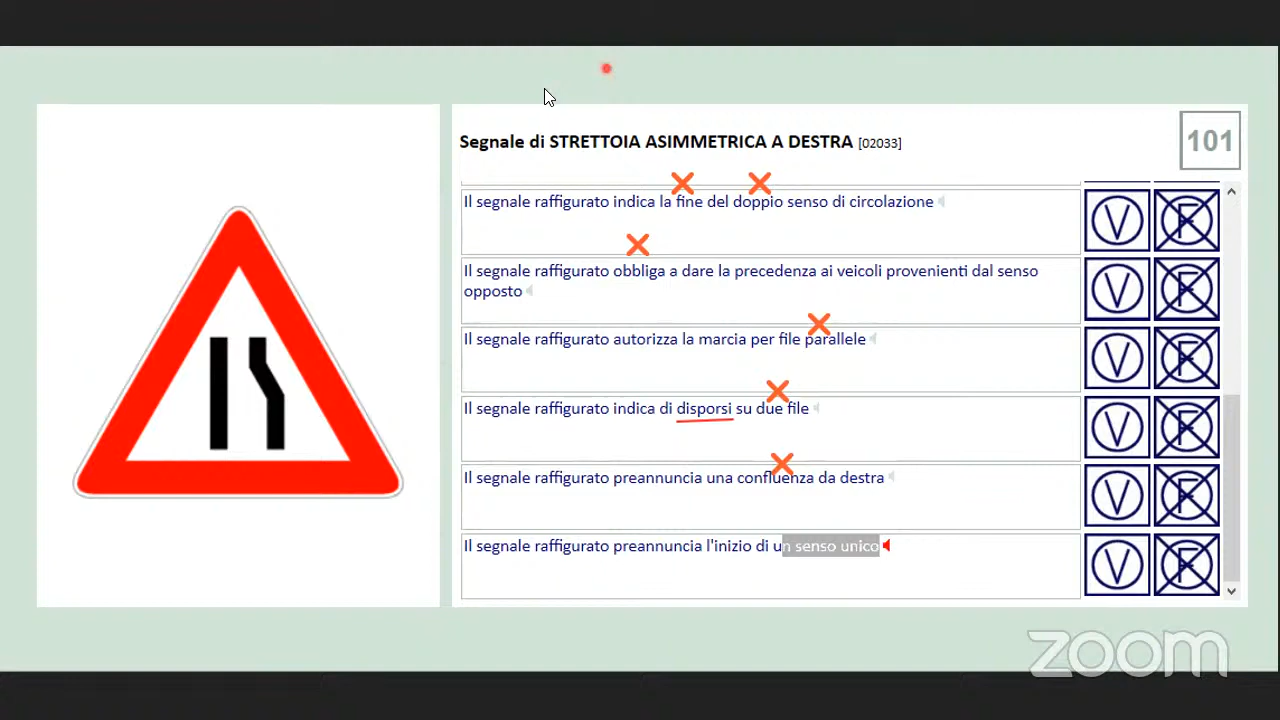 Segnale di STRETTOIA ASIMMETRICA A DESTRA [02033]
101
Il segnale raffigurato indica la fine del doppio senso di circolazione
V F
Il segnale raffigurato obbliga a dare la precedenza ai veicoli provenienti dal senso
opposto
V F
Il segnale raffigurato autorizza la marcia per file parallele
V F
Il segnale raffigurato indica di disporsi su due file
V F
Il segnale raffigurato preannuncia una confluenza da destra
V F
Il segnale raffigurato preannuncia l'inizio di un senso unico
V F
zoom